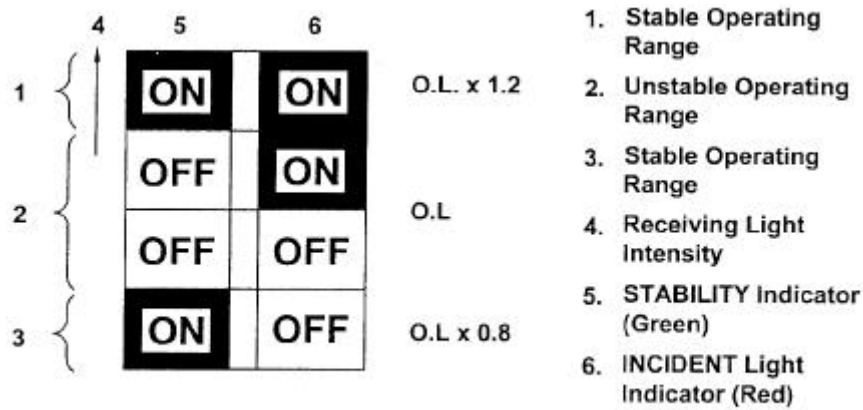 4 5 6
1 ON ON O.L. x 1.2
OFF ON
2 O.L
OFF OFF
3 ON OFF O.L x 0.8
1. Stable Operating
Range
2. Unstable Operating
Range
3. Stable Operating
Range
4. Receiving Light
Intensity
5. STABILITY Indicator
(Green)
6. INCIDENT Light
Indicator (Red)